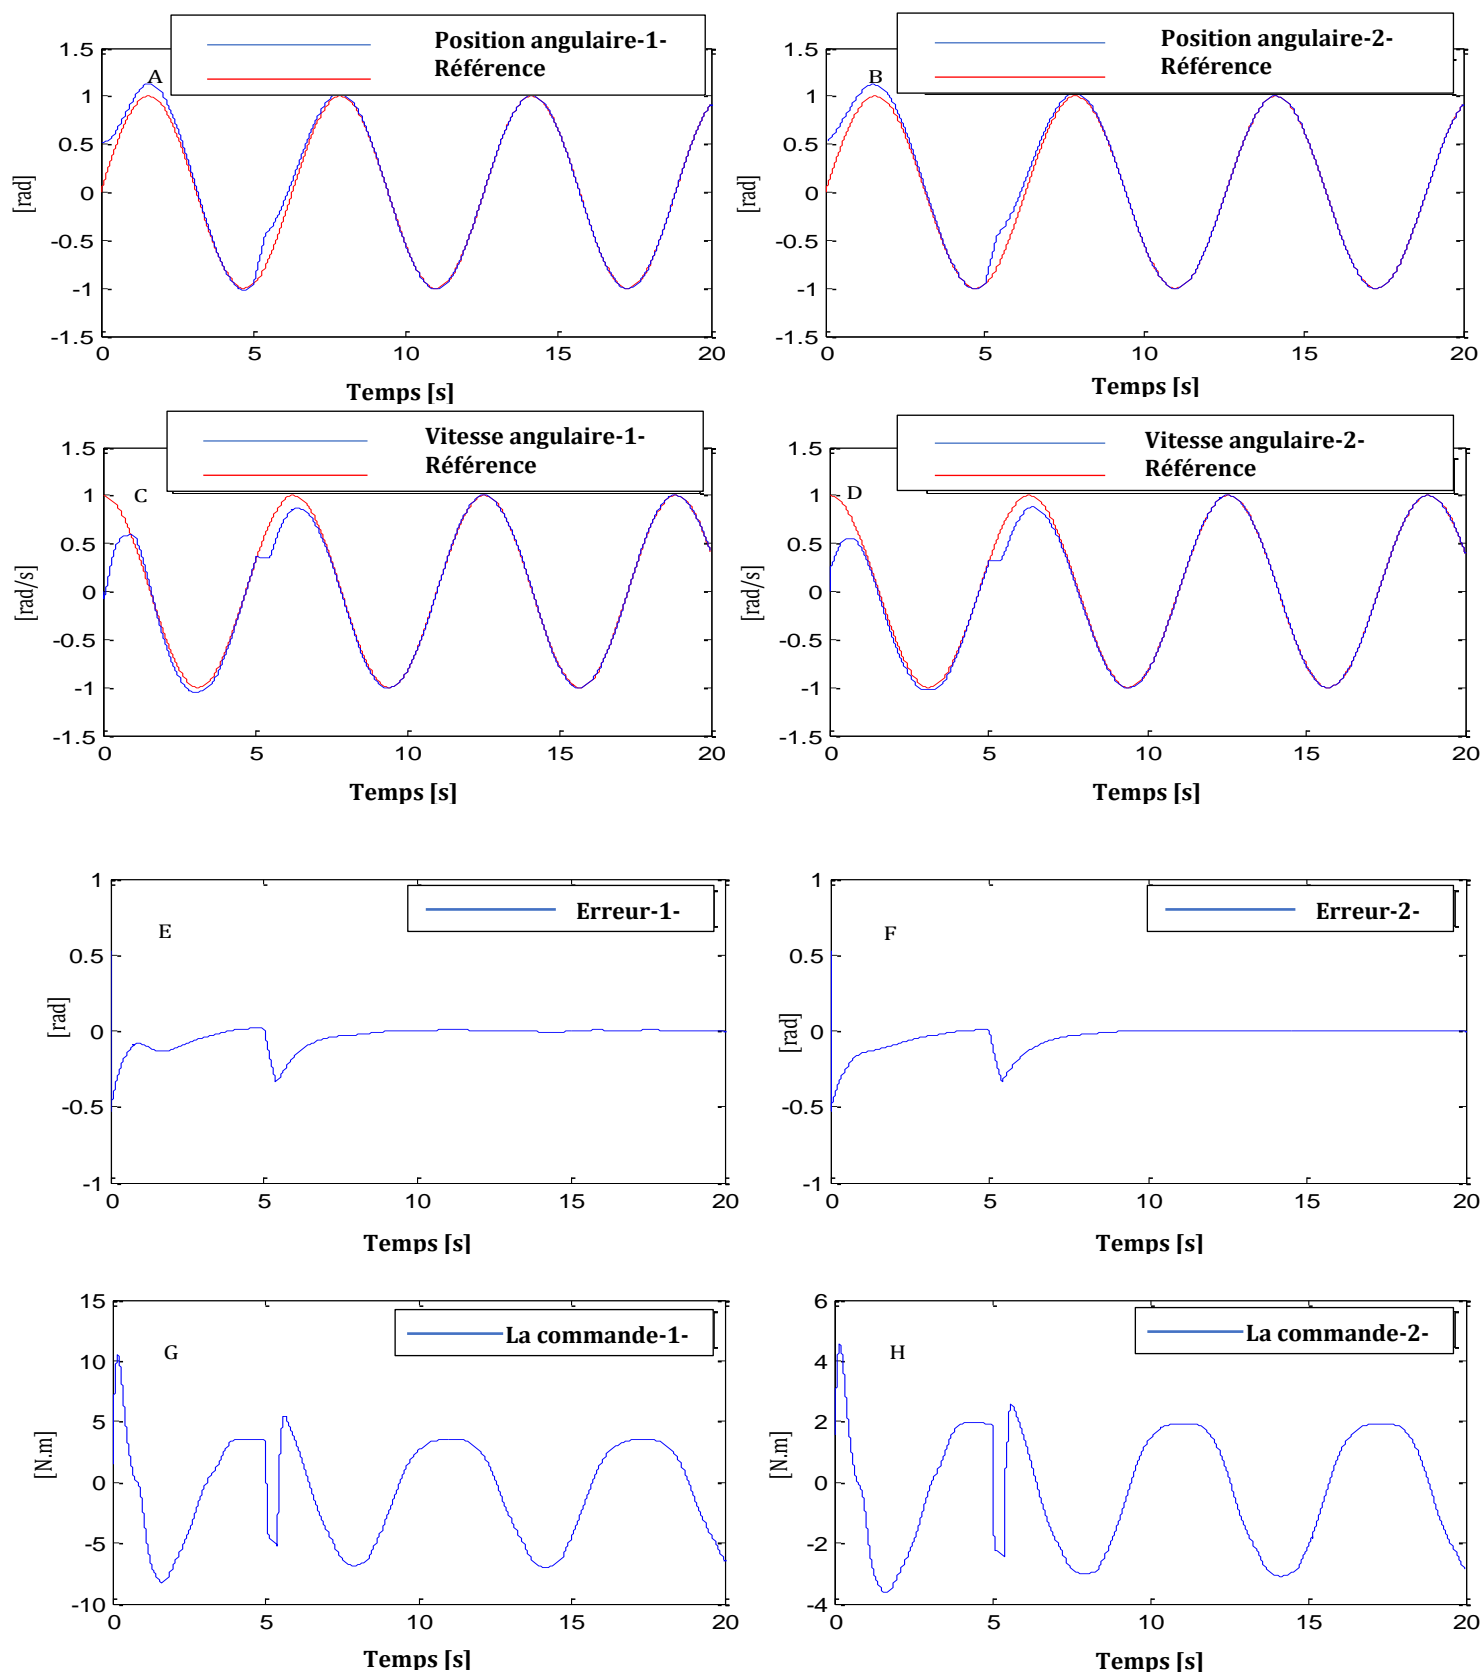 Position angulaire-1-
Référence
A
1.5
1
0.5
0
-0.5
-1
-1.5
[rad]
0 5 10 15 20
Temps [s]
Position angulaire-2-
Référence
B
1.5
1
0.5
0
-0.5
-1
-1.5
[rad]
0 5 10 15 20
Temps [s]
Vitesse angulaire-1-
Référence
C
1.5
1
0.5
0
-0.5
-1
-1.5
[rad/s]
0 5 10 15 20
Temps [s]
Vitesse angulaire-2-
Référence
D
1.5
1
0.5
0
-0.5
-1
-1.5
[rad/s]
0 5 10 15 20
Temps [s]
Erreur-1-
E
1
0.5
0
-0.5
-1
[rad]
0 5 10 15 20
Temps [s]
Erreur-2-
F
1
0.5
0
-0.5
-1
[rad]
0 5 10 15 20
Temps [s]
La commande-1-
G
15
10
5
0
-5
-10
[N.m]
0 5 10 15 20
Temps [s]
La commande-2-
H
6
4
2
0
-2
-4
[N.m]
0 5 10 15 20
Temps [s]